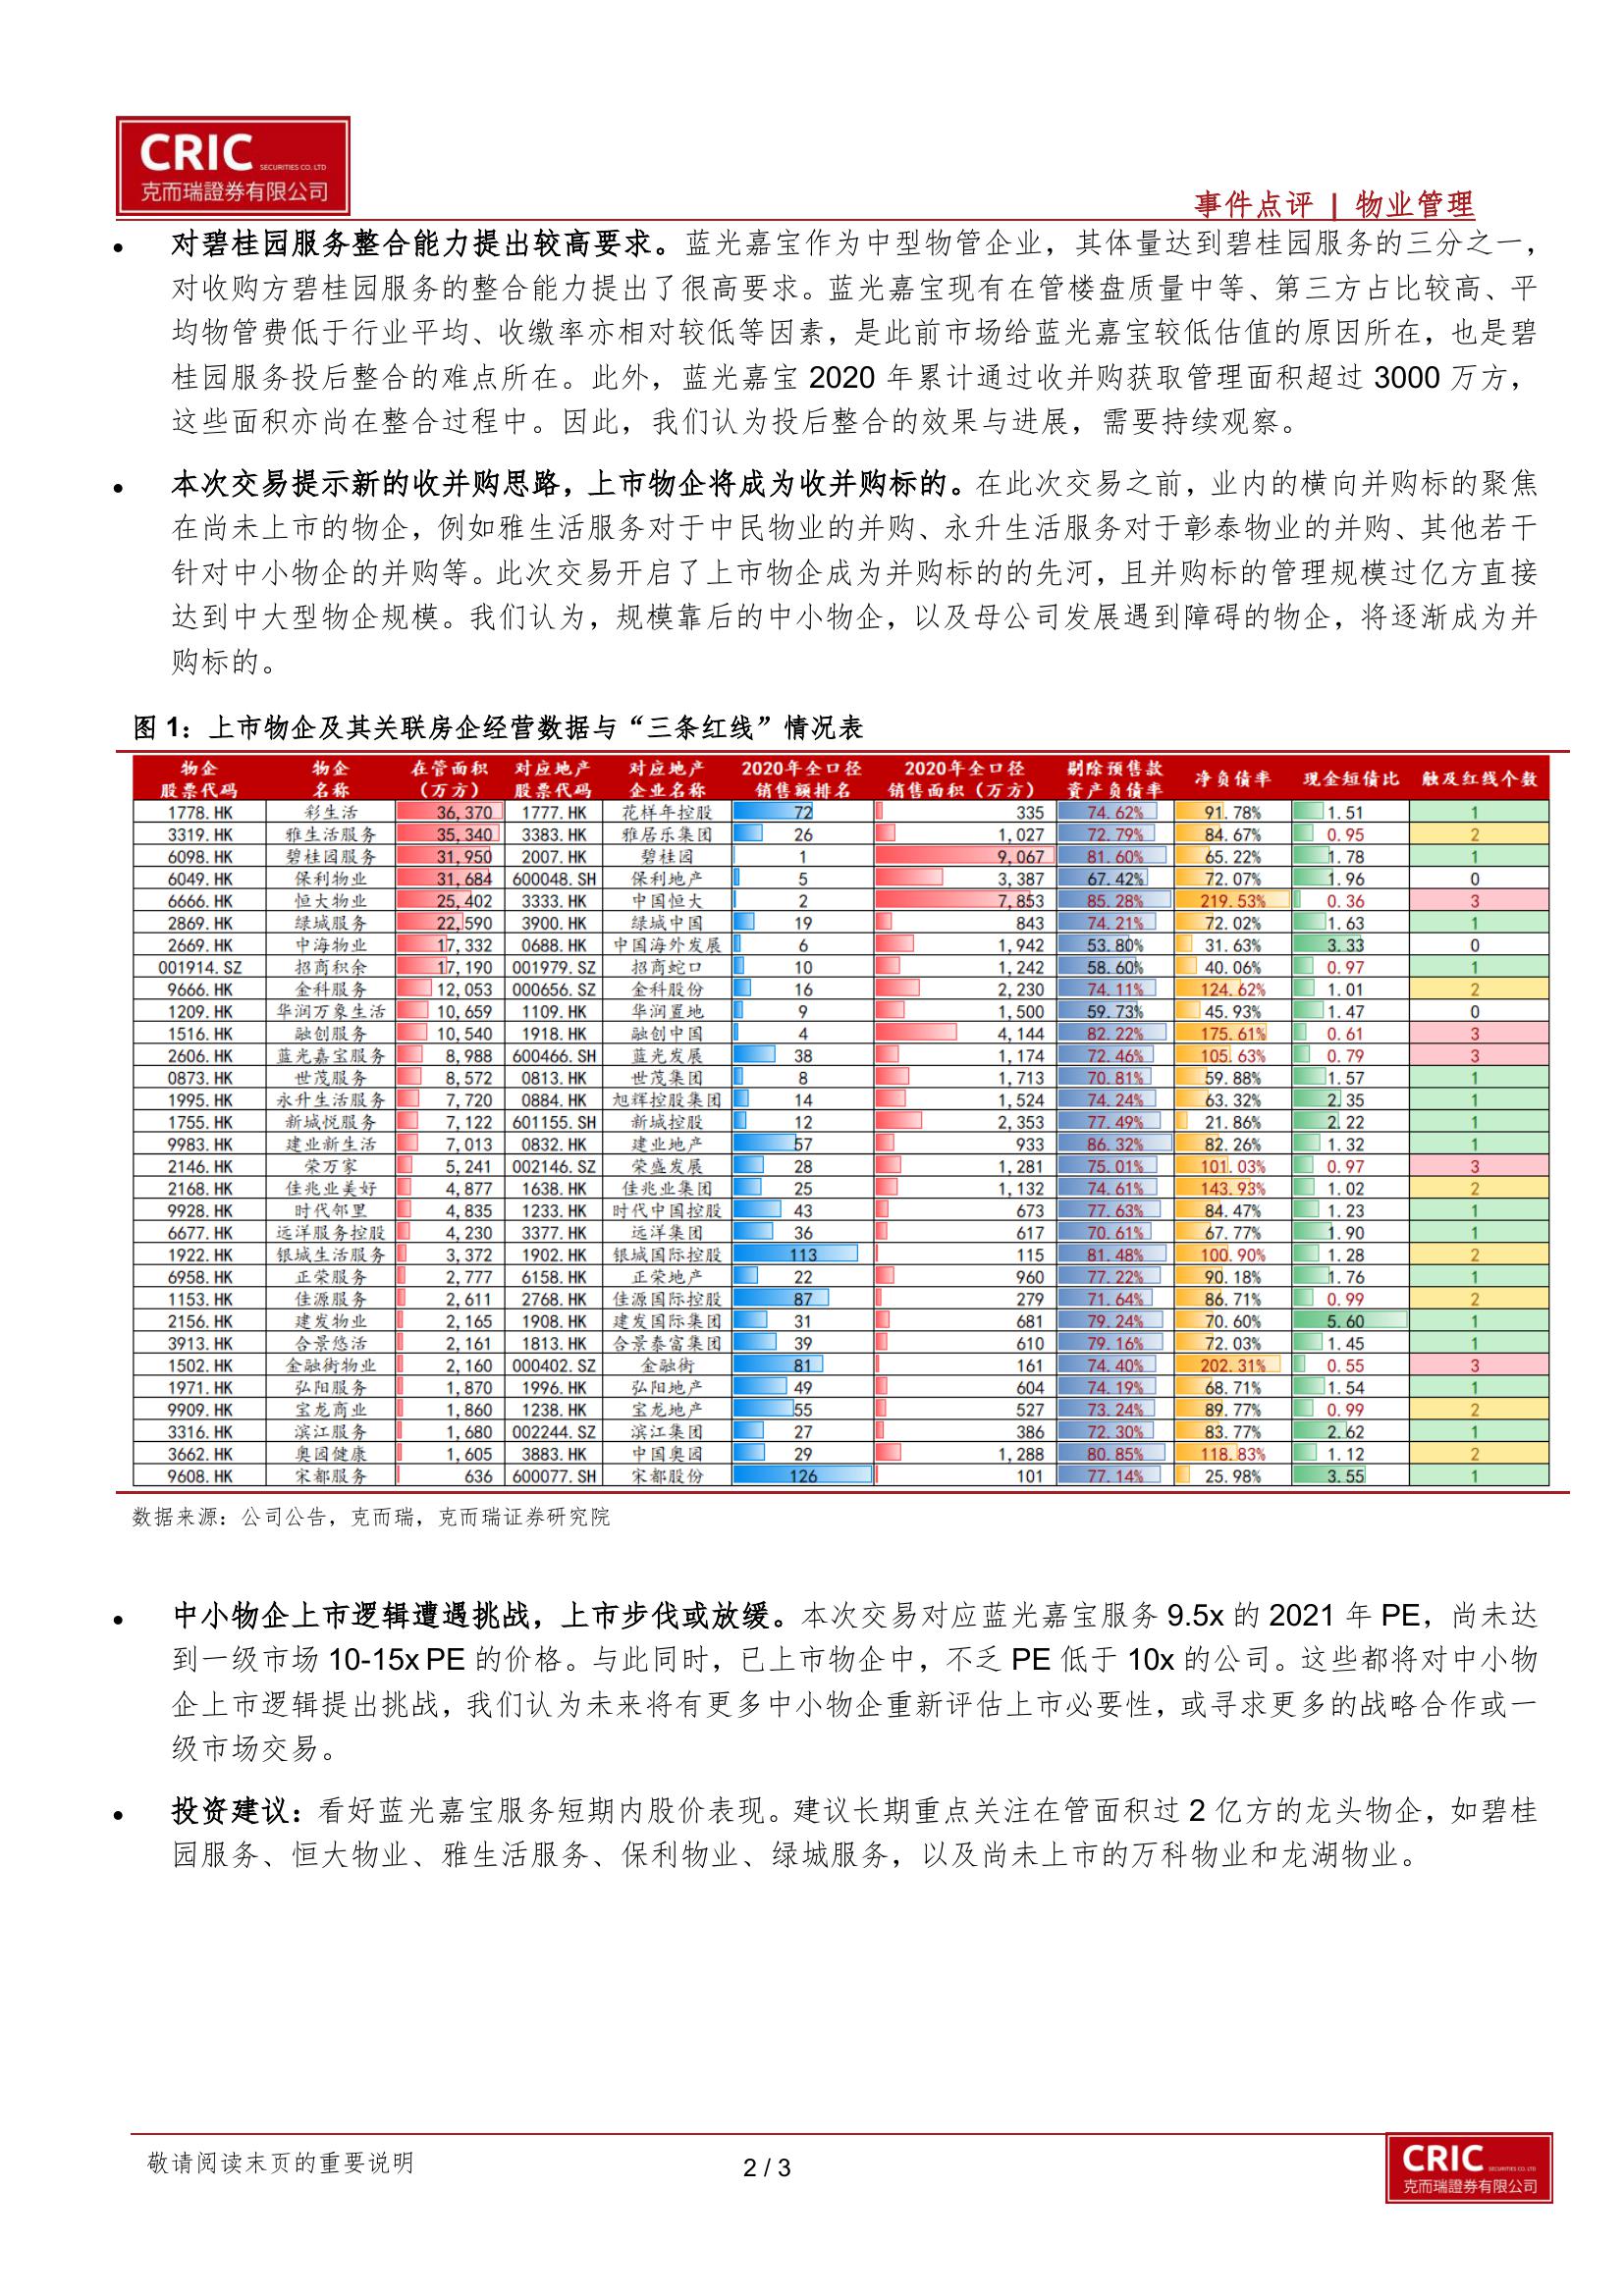 CRIC SECURITIES CO. LTD
克而瑞證券有限公司
事件点评 | 物业管理
• 对碧桂园服务整合能力提出较高要求。蓝光嘉宝作为中型物管企业，其体量达到碧桂园服务的三分之一，
对收购方碧桂园服务的整合能力提出了很高要求。蓝光嘉宝现有在管楼盘质量中等、第三方占比较高、平
均物管费低于行业平均、收缴率亦相对较低等因素，是此前市场给蓝光嘉宝较低估值的原因所在，也是碧
桂园服务投后整合的难点所在。此外，蓝光嘉宝 2020 年累计通过收并购获取管理面积超过 3000 万方，
这些面积亦尚在整合过程中。因此，我们认为投后整合的效果与进展，需要持续观察。
• 本次交易提示新的收并购思路，上市物企将成为收并购标的。在此次交易之前，业内的横向并购标的聚焦
在尚未上市的物企，例如雅生活服务对于中民物业的并购、永升生活服务对于彰泰物业的并购、其他若干
针对中小物企的并购等。此次交易开启了上市物企成为并购标的的先河，且并购标的管理规模过亿方直接
达到中大型物企规模。我们认为，规模靠后的中小物企，以及母公司发展遇到障碍的物企，将逐渐成为并
购标的。
图 1：上市物企及其关联房企经营数据与“三条红线”情况表
物企 物企 在管面积 对应地产 对应地产 2020年全口径 2020年全口径 剔除预售款 净负债率 现金短债比 触及红线个数
股票代码 名称 （万方） 股票代码 企业名称 销售额排名 销售面积（万方） 资产负债率
1778.HK 彩生活 36,370 1777.HK 花样年控股 72 335 74.62% 91.78% 1.51 1
3319.HK 雅生活服务 35,340 3383.HK 雅居乐集团 26 1,027 72.79% 84.67% 0.95 2
6098.HK 碧桂园服务 31,950 2007.HK 碧桂园 1 9,067 81.60% 65.22% 1.78 1
6049.HK 保利物业 31,684 600048.SH 保利地产 5 3,387 67.42% 72.07% 1.96 0
6666.HK 恒大物业 25,402 3333.HK 中国恒大 2 7,853 85.28% 219.53% 0.36 3
2869.HK 绿城服务 22,590 3900.HK 绿城中国 19 843 74.21% 72.02% 1.63 1
2669.HK 中海物业 17,332 0688.HK 中国海外发展 6 1,942 53.80% 31.63% 3.33 0
001914.SZ 招商积余 17,190 001979.SZ 招商蛇口 10 1,242 58.60% 40.06% 0.97 1
9666.HK 金科服务 12,053 000656.SZ 金科股份 16 2,230 74.11% 124.62% 1.01 2
1209.HK 华润万象生活 10,659 1109.HK 华润置地 9 1,500 59.73% 45.93% 1.47 0
1516.HK 融创服务 10,540 1918.HK 融创中国 4 4,144 82.22% 175.61% 0.61 3
2606.HK 蓝光嘉宝服务 8,988 600466.SH 蓝光发展 38 1,174 72.46% 105.63% 0.79 3
0873.HK 世茂服务 8,572 0813.HK 世茂集团 8 1,713 70.81% 59.88% 1.57 1
1995.HK 永升生活服务 7,720 0884.HK 旭辉控股集团 14 1,524 74.24% 63.32% 2.35 1
1755.HK 新城悦服务 7,122 601155.SH 新城控股 12 2,353 77.49% 21.86% 2.22 1
9983.HK 建业新生活 7,013 0832.HK 建业地产 57 933 86.32% 82.26% 1.32 1
2146.HK 荣万家 5,241 002146.SZ 荣盛发展 28 1,281 75.01% 101.03% 0.97 3
2168.HK 佳兆业美好 4,877 1638.HK 佳兆业集团 25 1,132 74.61% 143.93% 1.02 2
9928.HK 时代邻里 4,835 1233.HK 时代中国控股 43 673 77.63% 84.47% 1.23 1
6677.HK 远洋服务控股 4,230 3377.HK 远洋集团 36 617 70.61% 67.77% 1.90 1
1922.HK 银城生活服务 3,372 1902.HK 银城国际控股 113 115 81.48% 100.90% 1.28 2
6958.HK 正荣服务 2,777 6158.HK 正荣地产 22 960 77.22% 90.18% 1.76 1
1153.HK 佳源服务 2,611 2768.HK 佳源国际控股 87 279 71.64% 86.71% 0.99 2
2156.HK 建发物业 2,165 1908.HK 建发国际集团 31 681 79.24% 70.60% 5.60 1
3913.HK 合景悠活 2,161 1813.HK 合景泰富集团 39 610 79.16% 72.03% 1.45 1
1502.HK 金融街物业 2,160 000402.SZ 金融街 81 161 74.40% 202.31% 0.55 3
1971.HK 弘阳服务 1,870 1996.HK 弘阳地产 49 604 74.19% 68.71% 1.54 1
9909.HK 宝龙商业 1,860 1238.HK 宝龙地产 55 527 73.24% 89.77% 0.99 2
3316.HK 滨江服务 1,680 002244.SZ 滨江集团 27 386 72.30% 83.77% 2.62 1
3662.HK 奥园健康 1,605 3883.HK 中国奥园 29 1,288 80.85% 118.83% 1.12 2
9608.HK 宋都服务 636 600077.SH 宋都股份 126 101 77.14% 25.98% 3.55 1
数据来源：公司公告，克而瑞，克而瑞证券研究院
• 中小物企上市逻辑遭遇挑战，上市步伐或放缓。本次交易对应蓝光嘉宝服务 9.5x 的 2021 年 PE，尚未达
到一级市场 10-15x PE 的价格。与此同时，已上市物企中，不乏 PE 低于 10x 的公司。这些都将对中小物
企上市逻辑提出挑战，我们认为未来将有更多中小物企重新评估上市必要性，或寻求更多的战略合作或一
级市场交易。
• 投资建议：看好蓝光嘉宝服务短期内股价表现。建议长期重点关注在管面积过 2 亿方的龙头物企，如碧桂
园服务、恒大物业、雅生活服务、保利物业、绿城服务，以及尚未上市的万科物业和龙湖物业。
敬请阅读末页的重要说明
2 / 3
CRIC SECURITIES CO. LTD
克而瑞證券有限公司